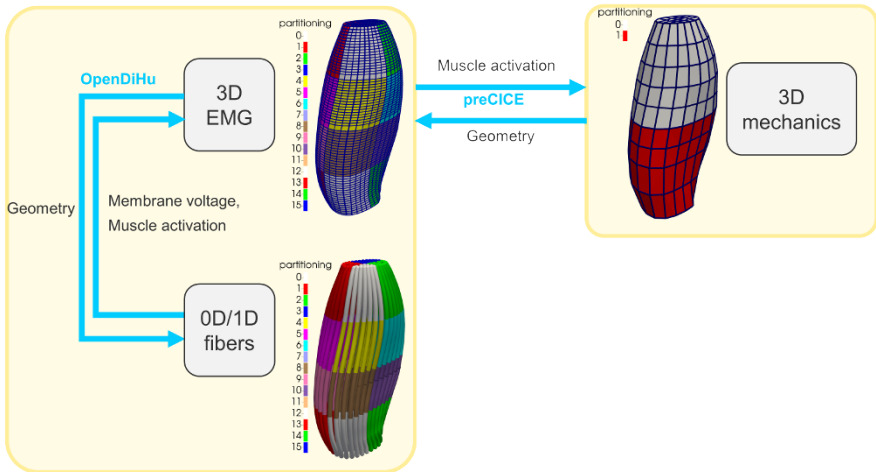 partitioning
0
1
2
3
4
5
6
7
8
9
10
11
12
13
14
15
OpenDiHu
3D
EMG
Geometry
Membrane voltage,
Muscle activation
0D/1D
fibers
partitioning
0
1
2
3
4
5
6
7
8
9
10
11
12
13
14
15
Muscle activation
preCICE
Geometry
partitioning
0
1
3D
mechanics